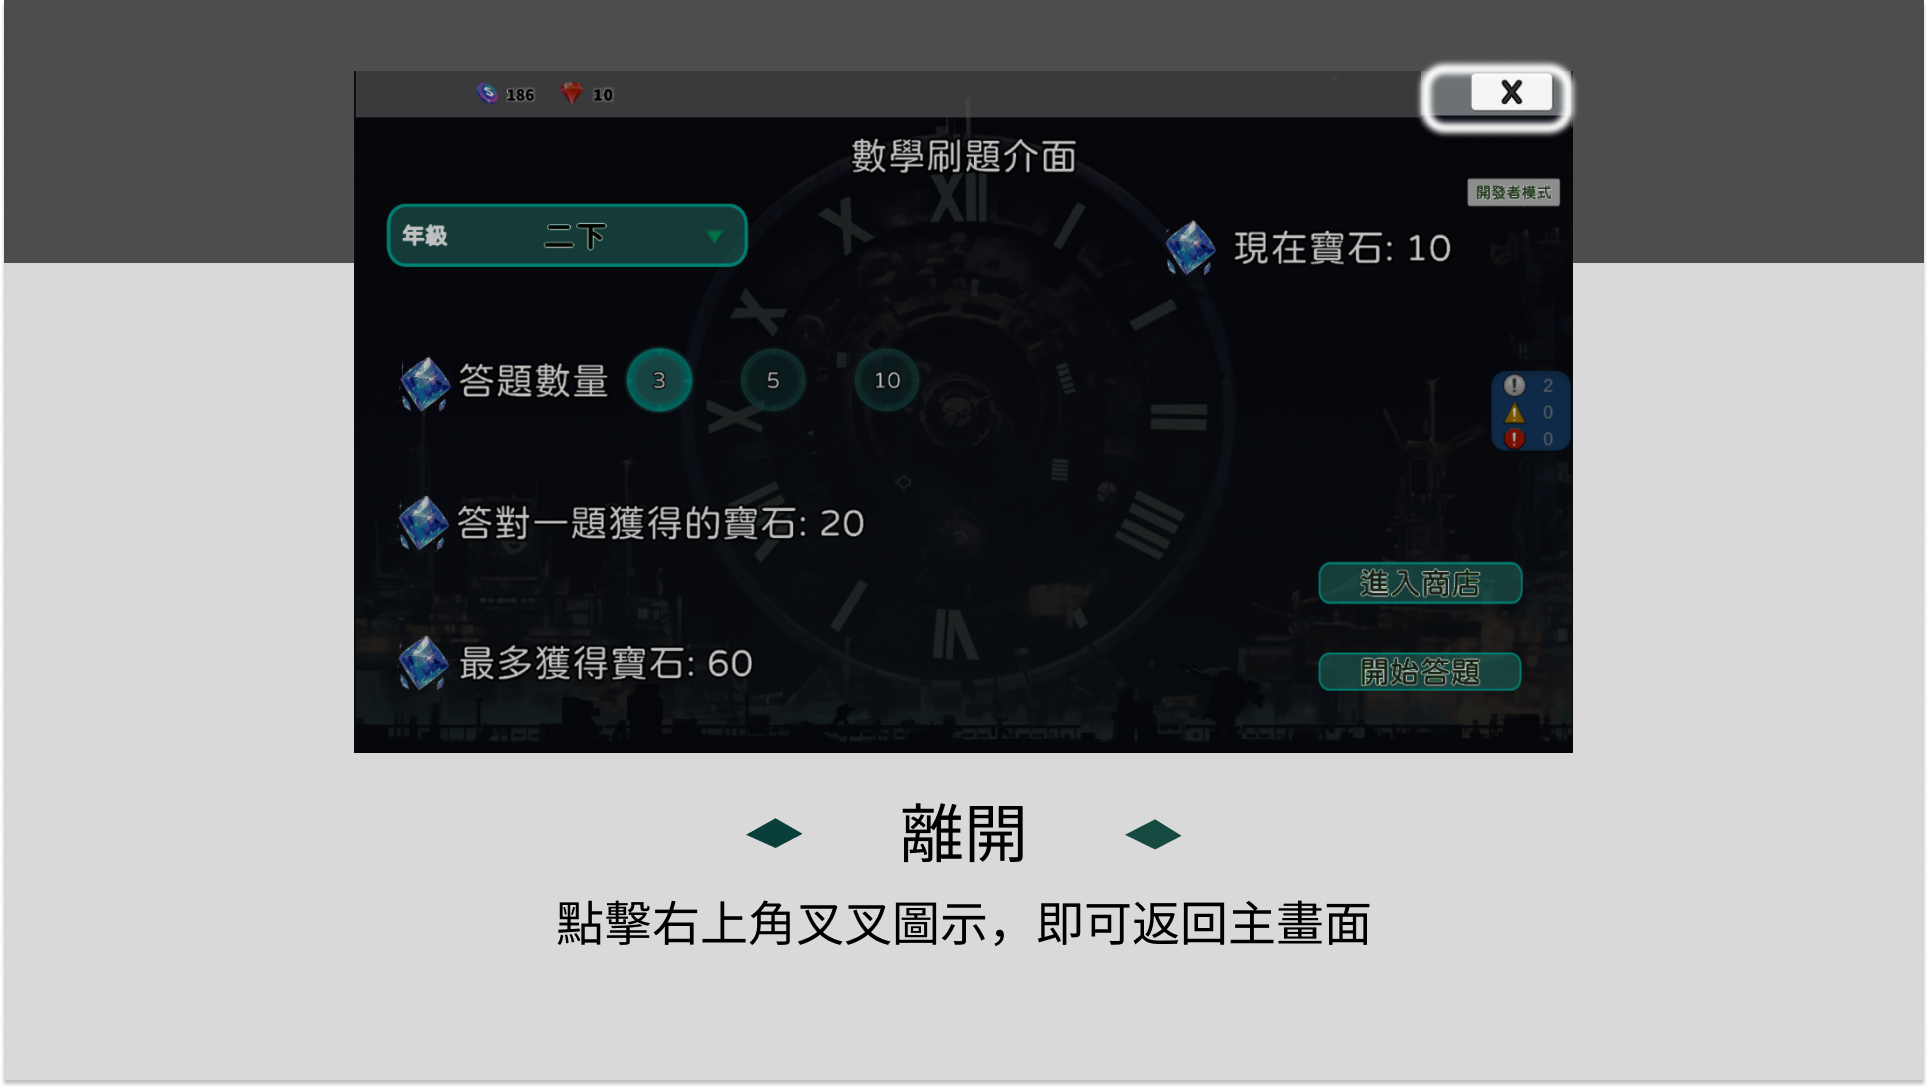 186 10
X
數學刷題介面
開發者模式
年級 二下
現在寶石: 10
答題數量 3 5 10
2
0
0
答對一題獲得的寶石: 20
進入商店
最多獲得寶石: 60
開始答題
離開
點擊右上角叉叉圖示，即可返回主畫面